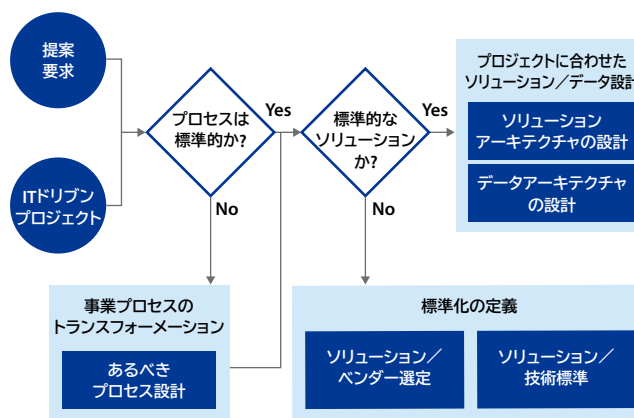 提案
要求
ITドリブン
プロジェクト
プロセスは
標準的か?
Yes
No
標準的な
ソリューション
か?
Yes
No
プロジェクトに合わせた
ソリューション／データ設計
ソリューション
アーキテクチャの設計
データアーキテクチャ
の設計
事業プロセスの
トランスフォーメーション
あるべき
プロセス設計
標準化の定義
ソリューション／
ベンダー選定
ソリューション／
技術標準